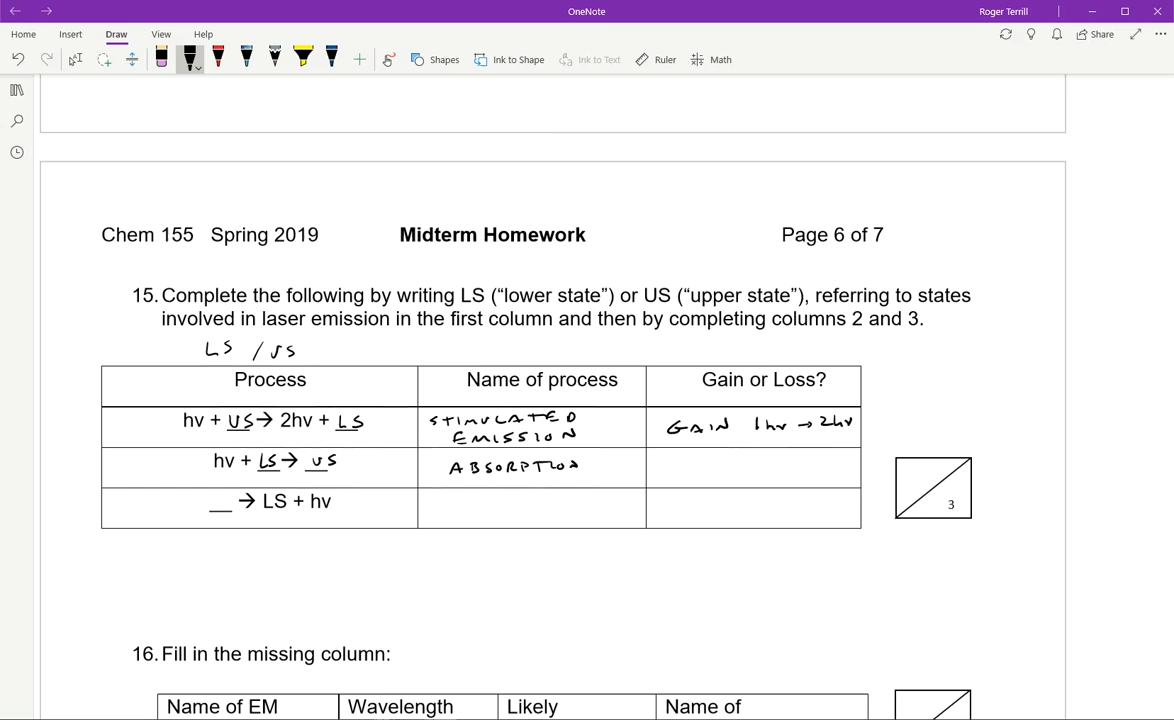 OneNote
Roger Terrill
Home Insert Draw View Help
Share
Shapes Ink to Shape Ink to Text Ruler Math
Chem 155 Spring 2019 Midterm Homework Page 6 of 7
15. Complete the following by writing LS (“lower state”) or US (“upper state”), referring to states
involved in laser emission in the first column and then by completing columns 2 and 3.
LS / US
Process Name of process Gain or Loss?
hv + US → 2hv + LS STIMULATED EMISSION GAIN 1hv → 2hv
hv + LS → US ABSORPTION
__ → LS + hv
3
16. Fill in the missing column:
Name of EM Wavelength Likely Name of